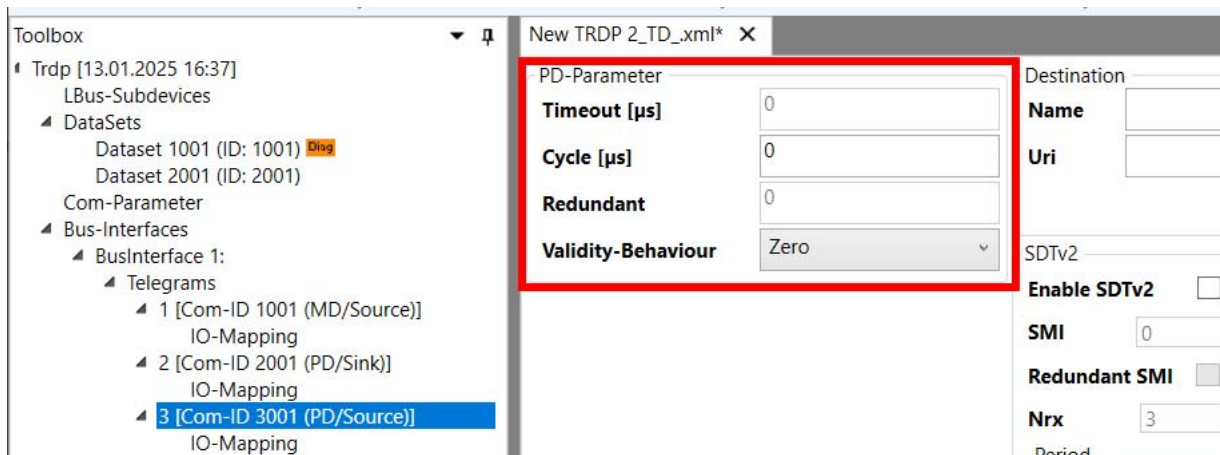 Toolbox
Trdp [13.01.2025 16:37]
LBus-Subdevices
DataSets
Dataset 1001 (ID: 1001) Diag
Dataset 2001 (ID: 2001)
Com-Parameter
Bus-Interfaces
BusInterface 1:
Telegrams
1 [Com-ID 1001 (MD/Source)]
IO-Mapping
2 [Com-ID 2001 (PD/Sink)]
IO-Mapping
3 [Com-ID 3001 (PD/Source)]
IO-Mapping
New TRDP 2_TD_.xml*
PD-Parameter
Timeout [µs] 0
Cycle [µs] 0
Redundant 0
Validity-Behaviour Zero
Destination
Name
Uri
SDTv2
Enable SDTv2
SMI 0
Redundant SMI
Nrx 3
Period